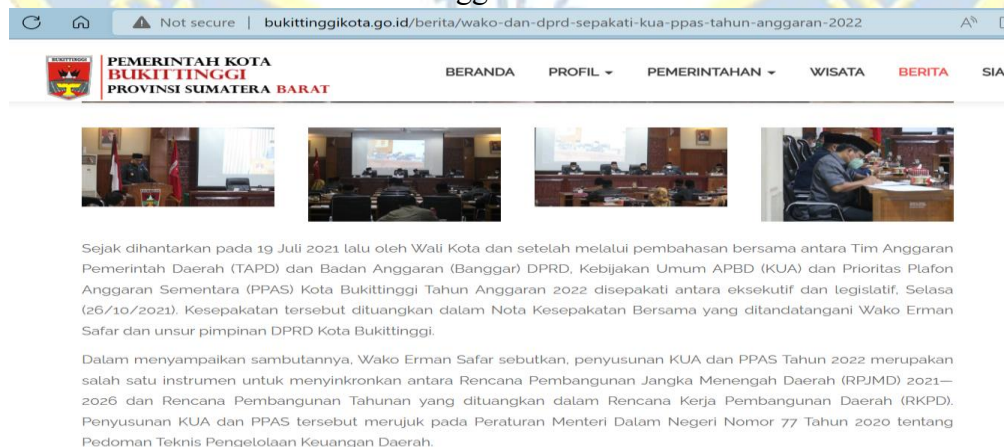 Not secure | bukittinggikota.go.id/berita/wako-dan-dprd-sepakati-kua-ppas-tahun-anggaran-2022
BUKITTINGGI
PEMERINTAH KOTA
BUKITTINGGI
PROVINSI SUMATERA BARAT
BERANDA PROFIL PEMERINTAHAN WISATA BERITA SIA
Sejak dihantarkan pada 19 Juli 2021 lalu oleh Wali Kota dan setelah melalui pembahasan bersama antara Tim Anggaran
Pemerintah Daerah (TAPD) dan Badan Anggaran (Banggar) DPRD, Kebijakan Umum APBD (KUA) dan Prioritas Plafon
Anggaran Sementara (PPAS) Kota Bukittinggi Tahun Anggaran 2022 disepakati antara eksekutif dan legislatif, Selasa
(26/10/2021). Kesepakatan tersebut dituangkan dalam Nota Kesepakatan Bersama yang ditandatangani Wako Erman
Safar dan unsur pimpinan DPRD Kota Bukittinggi.
Dalam menyampaikan sambutannya, Wako Erman Safar sebutkan, penyusunan KUA dan PPAS Tahun 2022 merupakan
salah satu instrumen untuk menyinkronkan antara Rencana Pembangunan Jangka Menengah Daerah (RPJMD) 2021—
2026 dan Rencana Pembangunan Tahunan yang dituangkan dalam Rencana Kerja Pembangunan Daerah (RKPD).
Penyusunan KUA dan PPAS tersebut merujuk pada Peraturan Menteri Dalam Negeri Nomor 77 Tahun 2020 tentang
Pedoman Teknis Pengelolaan Keuangan Daerah.